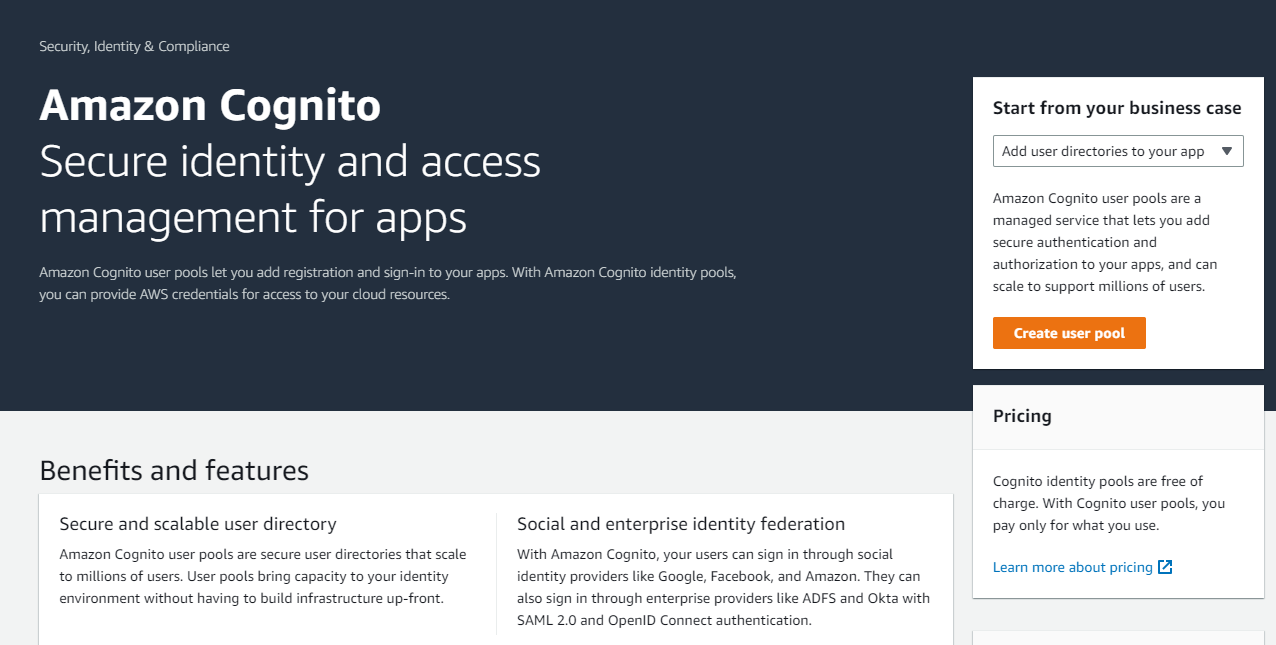 Security, Identity & Compliance
Amazon Cognito
Secure identity and access
management for apps
Amazon Cognito user pools let you add registration and sign-in to your apps. With Amazon Cognito identity pools,
you can provide AWS credentials for access to your cloud resources.
Start from your business case
Add user directories to your app
Amazon Cognito user pools are a
managed service that lets you add
secure authentication and
authorization to your apps, and can
scale to support millions of users.
Create user pool
Pricing
Cognito identity pools are free of
charge. With Cognito user pools, you
pay only for what you use.
Learn more about pricing
Benefits and features
Secure and scalable user directory
Amazon Cognito user pools are secure user directories that scale
to millions of users. User pools bring capacity to your identity
environment without having to build infrastructure up-front.
Social and enterprise identity federation
With Amazon Cognito, your users can sign in through social
identity providers like Google, Facebook, and Amazon. They can
also sign in through enterprise providers like ADFS and Okta with
SAML 2.0 and OpenID Connect authentication.